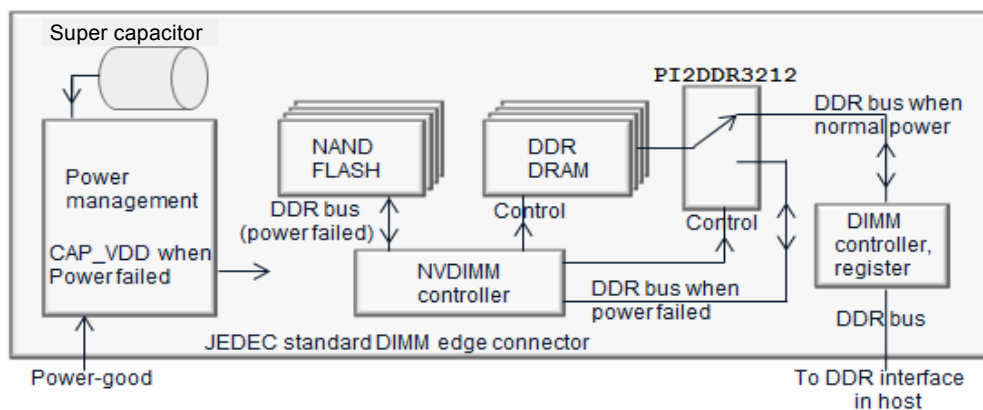 Super capacitor
Power
management
CAP_VDD when
Power failed
NAND
FLASH
DDR bus
(power failed)
DDR
DRAM
Control
PI2DDR3212
Control
DDR bus when
normal power
NVDIMM
controller
DDR bus when
power failed
DIMM
controller,
register
DDR bus
JEDEC standard DIMM edge connector
Power-good
To DDR interface
in host